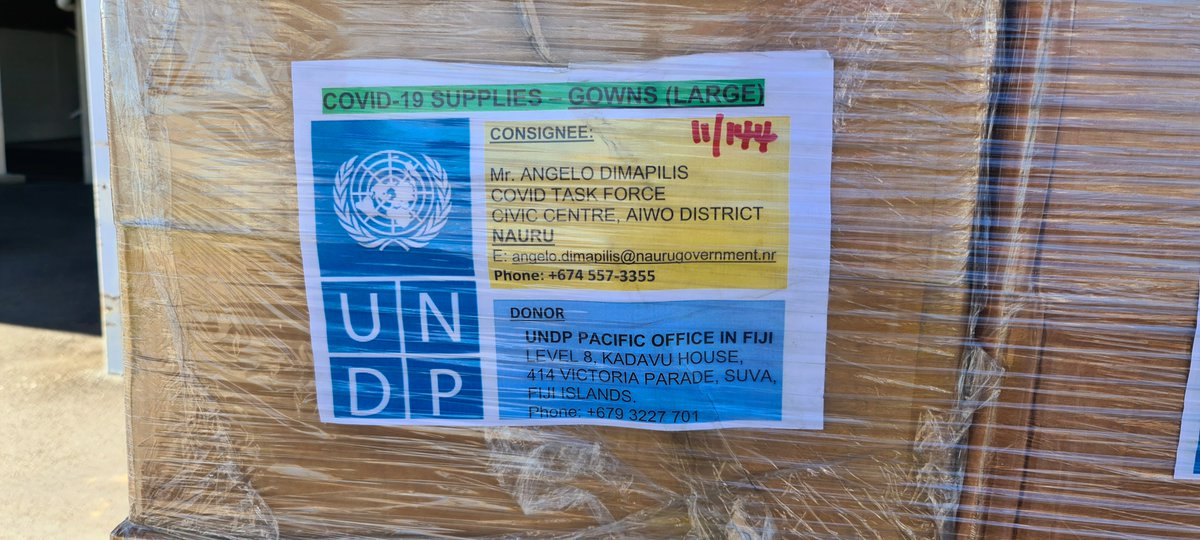 COVID-19 SUPPLIES – GOWNS (LARGE)
CONSIGNEE:
11/144
Mr. ANGELO DIMAPILIS
COVID TASK FORCE
CIVIC CENTRE, AIWO DISTRICT
NAURU
E: angelo.dimapilis@naurugovernment.nr
Phone: +674 557-3355
UN
DP
DONOR
UNDP PACIFIC OFFICE IN FIJI
LEVEL 8, KADAVU HOUSE,
414 VICTORIA PARADE, SUVA,
FIJI ISLANDS.
Phone: +679 3227 701